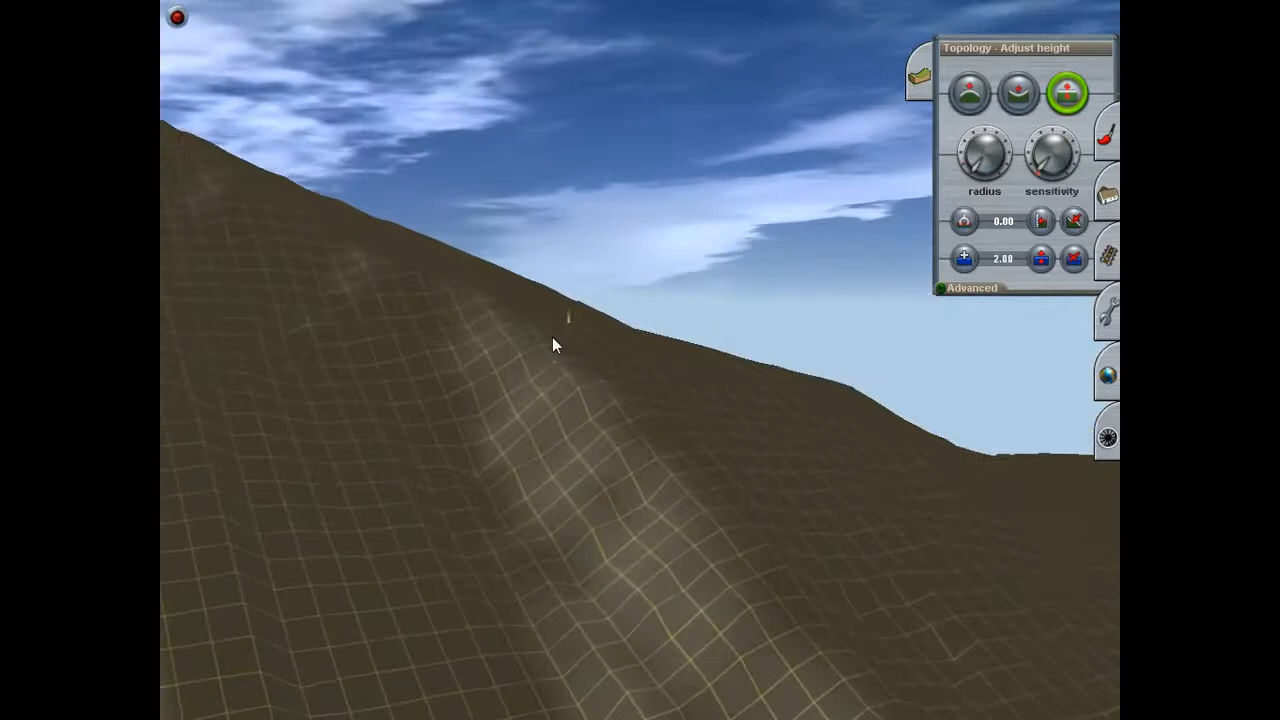 Topology - Adjust height
radius sensitivity
0.00
2.00
Advanced